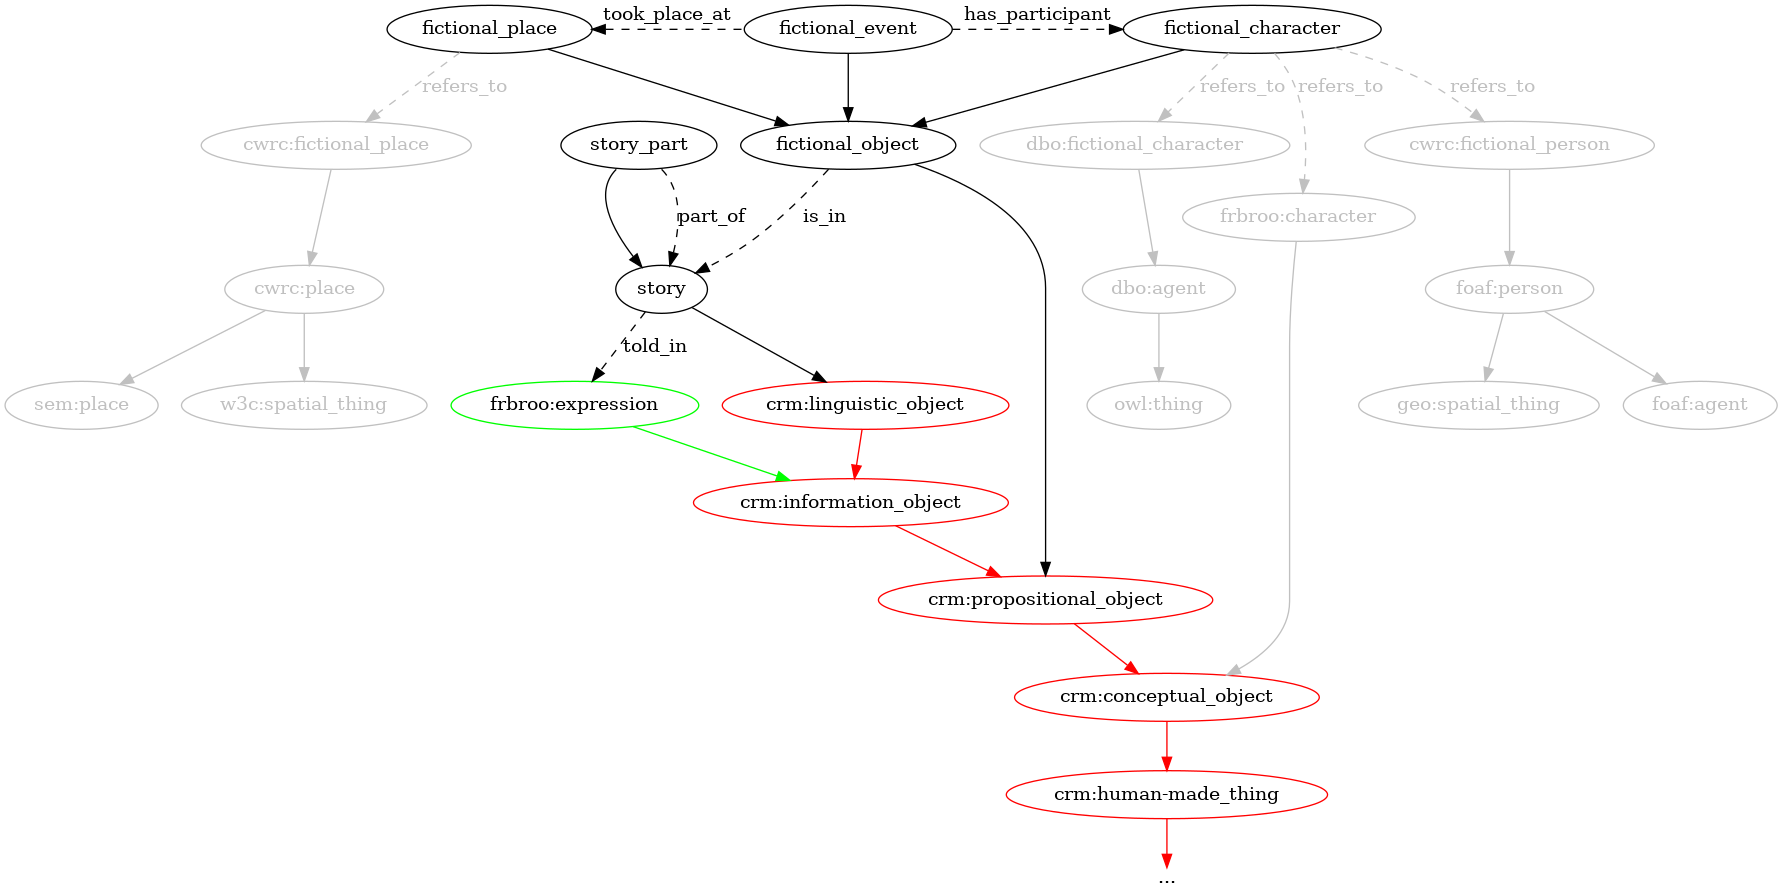 took_place_at
has_participant
fictional_place
fictional_event
fictional_character
refers_to
refers_to
refers_to
refers_to
cwrc:fictional_place
story_part
fictional_object
dbo:fictional_character
cwrc:fictional_person
part_of
is_in
frbroo:character
cwrc:place
story
dbo:agent
foaf:person
told_in
sem:place
w3c:spatial_thing
frbroo:expression
crm:linguistic_object
owl:thing
geo:spatial_thing
foaf:agent
crm:information_object
crm:propositional_object
crm:conceptual_object
crm:human-made_thing
...